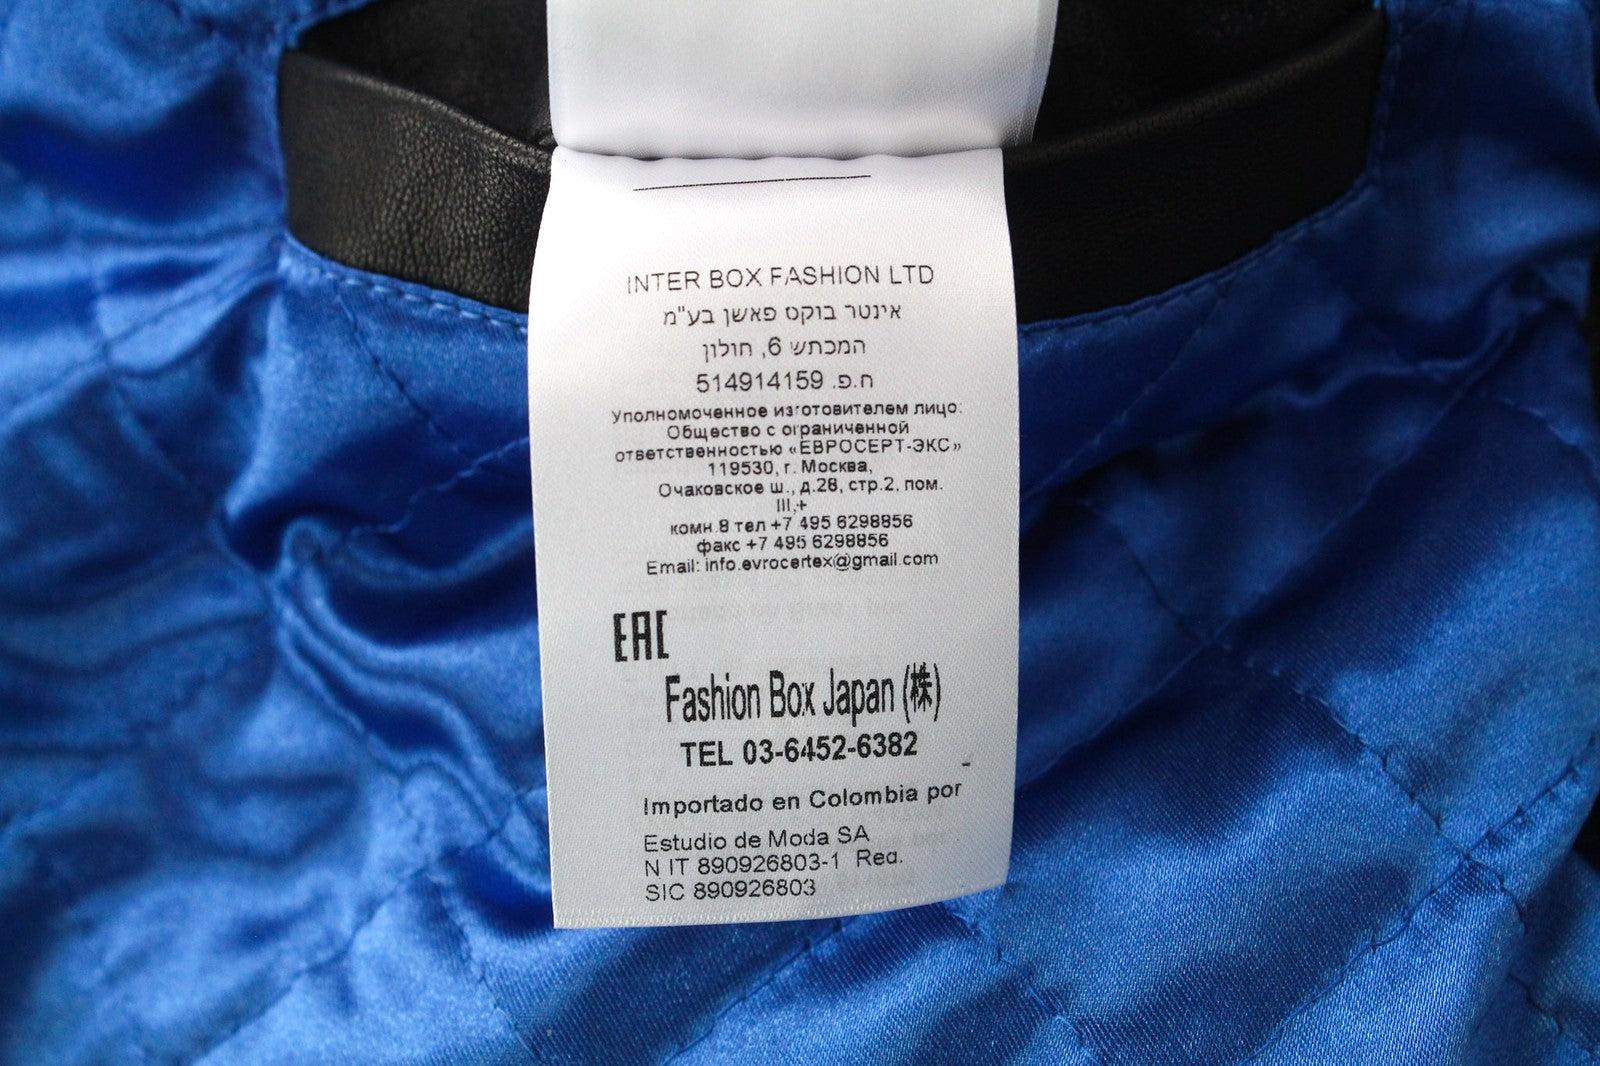 INTER BOX FASHION LTD
אינטר בוקס פאשן בע"מ
המכתש 6, חולון
ח.פ. 514914159
Уполномоченное изготовителем лицо:
Общество с ограниченной
ответственностью «ЕВРОСЕРТ-ЭКС»
119530, г. Москва,
Очаковское ш., д.28, стр.2, пом.
III,+
комн.8 тел +7 495 6298856
факс +7 495 6298856
Email: info.evrocertex@gmail.com
EAC
Fashion Box Japan (株)
TEL 03-6452-6382
Importado en Colombia por
Estudio de Moda SA
N IT 890926803-1 Reg.
SIC 890926803